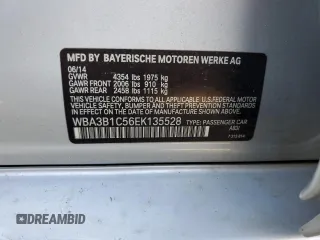 MFD BY BAYERISCHE MOTOREN WERKE AG
06/14
GVWR 4354 lbs 1975 kg
GAWR FRONT 2006 lbs 910 kg
GAWR REAR 2458 lbs 1115 kg
THIS VEHICLE CONFORMS TO ALL APPLICABLE
FEDERAL MOTOR VEHICLE SAFETY, BUMPER AND THEFT
PREVENTION STANDARDS IN EFFECT ON THE DATE OF
MANUFACTURE SHOWN ABOVE.
WBA3B1C56EK135528 TYPE: PASSENGER CAR
DREAMBID